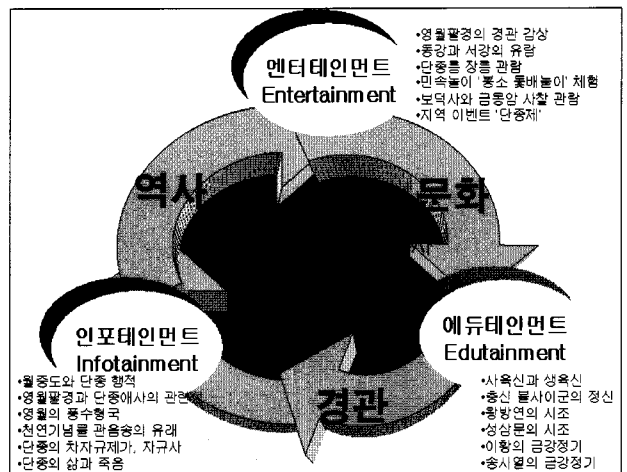 엔터테인먼트
Entertainment
•영월팔경의 경관 감상
•동강과 서강의 유람
•단종릉 장릉 관람
•민속놀이 '뗏배놀이' 체험
•보덕사와 금몽암 사찰 관람
•지역 이벤트 '단종제'
역사
문화
경관
인포테인먼트
Infotainment
•월중도와 단종 행적
•영월팔경과 단종애사의 관련
•영월의 풍수형국
•천연기념물 관음송의 유래
•단종의 차자규제가, 자규사
•단종의 삶과 죽음
에듀테인먼트
Edutainment
•사육신과 생육신
•충신 불사이군의 정신
•왕방연의 시조
•성삼문의 시조
•이황의 금강정기
•송시열의 금강정기